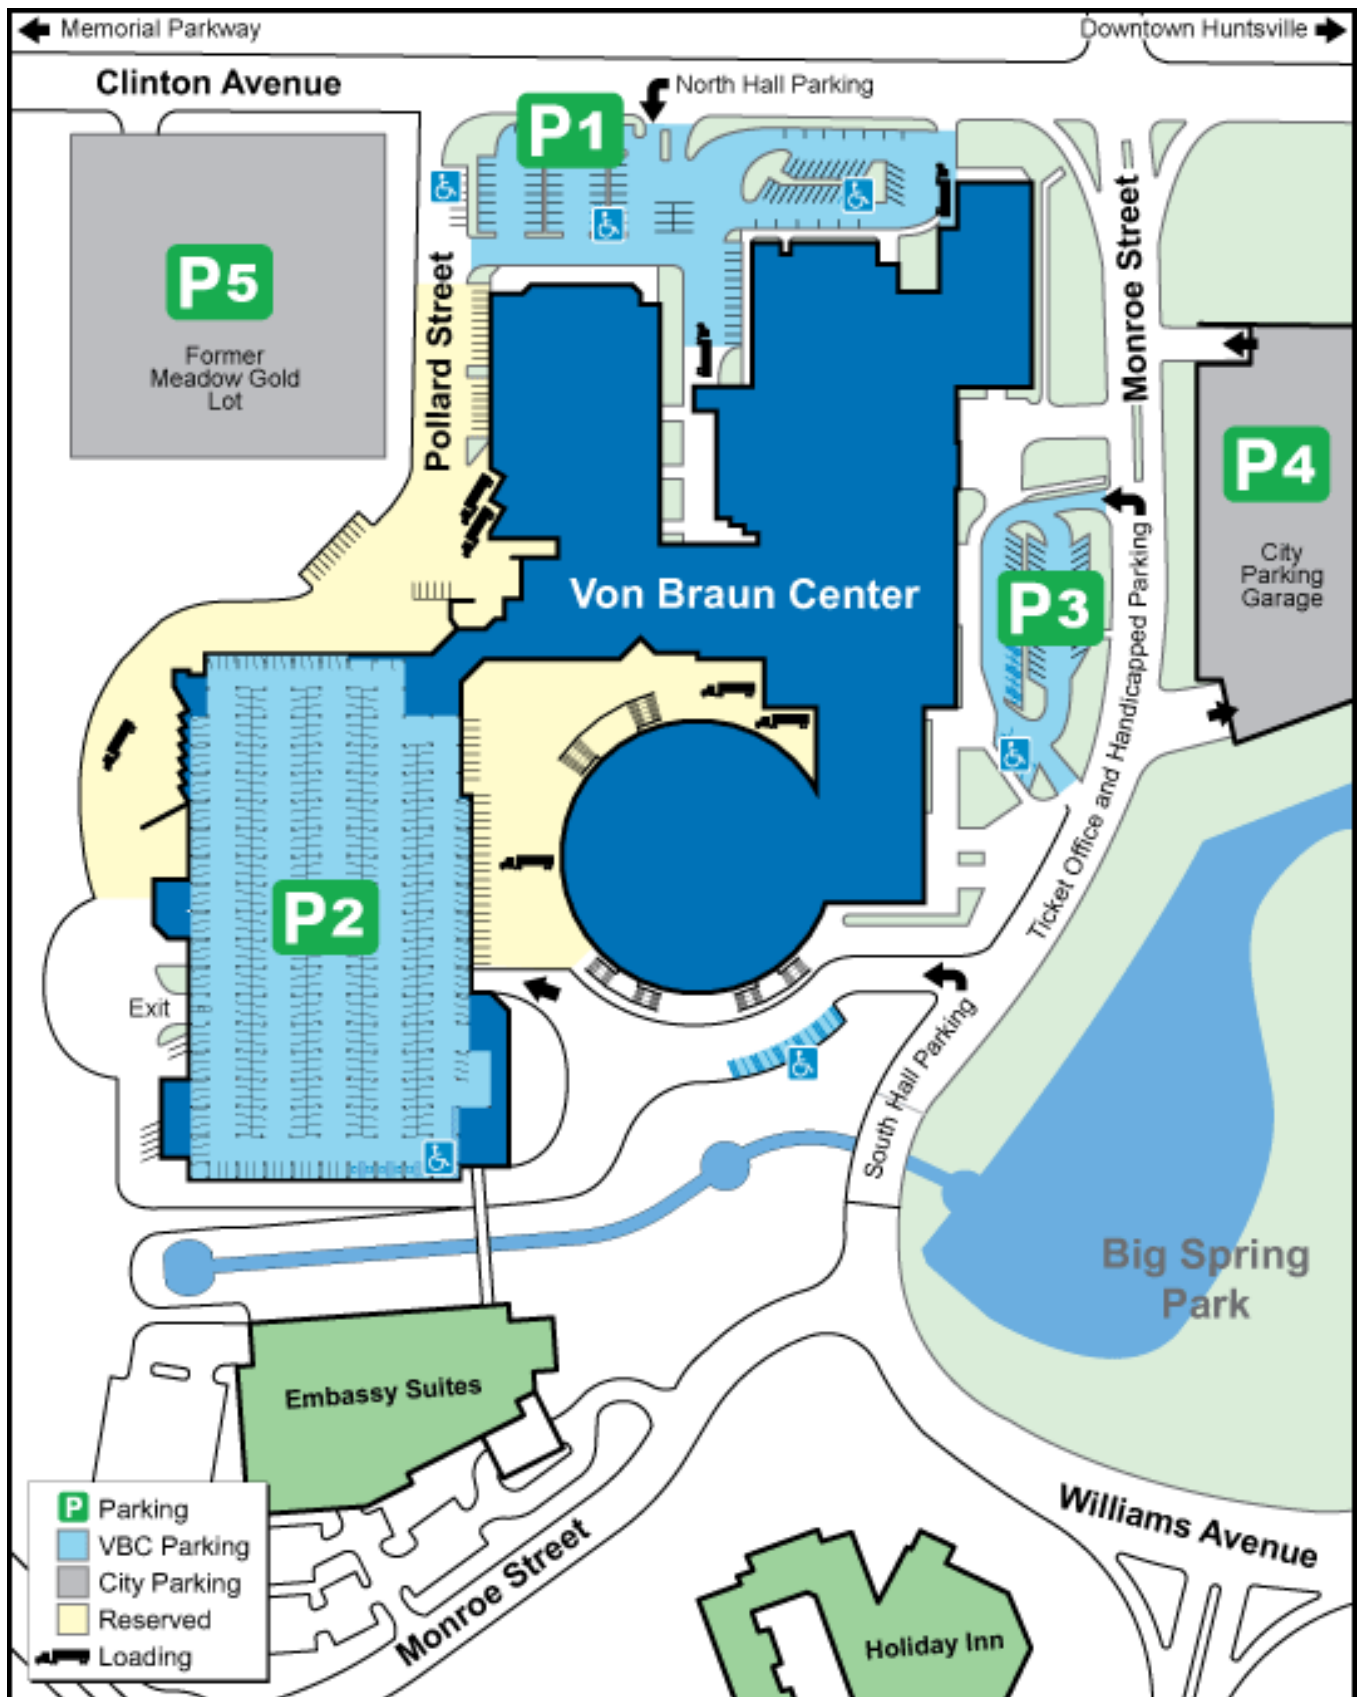 Memorial Parkway
Downtown Huntsville
Clinton Avenue
North Hall Parking
P1
P5
Former
Meadow Gold
Lot
Pollard Street
Monroe Street
P4
City
Parking
Garage
Von Braun Center
P3
Ticket Office and Handicapped Parking
P2
Exit
South Hall Parking
Big Spring
Park
Embassy Suites
Williams Avenue
Monroe Street
Holiday Inn
P Parking
VBC Parking
City Parking
Reserved
Loading